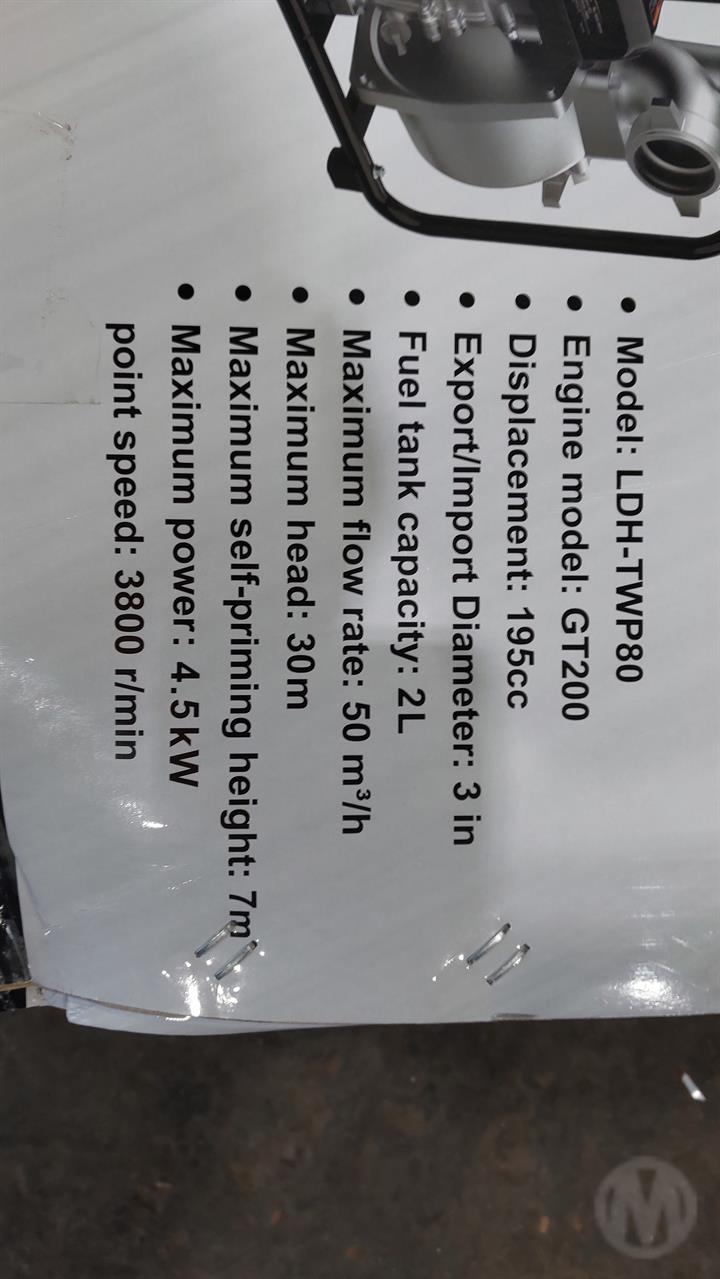 • Model: LDH-TWP80
• Engine model: GT200
• Displacement: 195cc
• Export/Import Diameter: 3 in
• Fuel tank capacity: 2L
• Maximum flow rate: 50 m³/h
• Maximum head: 30m
• Maximum self-priming height: 7m
• Maximum power: 4.5kW
point speed: 3800 r/min
M